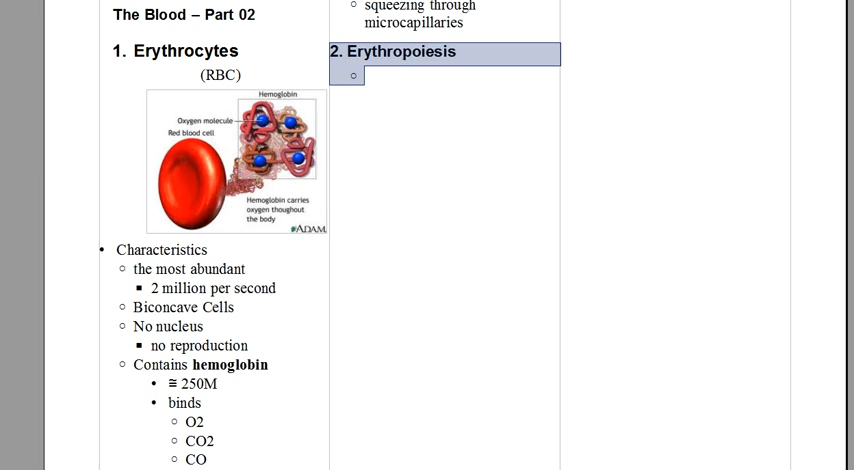 The Blood – Part 02
1. Erythrocytes
(RBC)
Hemoglobin
Oxygen molecule
Red blood cell
Hemoglobin carries
oxygen thoughout
the body
ADAM
• Characteristics
○ the most abundant
▪ 2 million per second
○ Biconcave Cells
○ No nucleus
▪ no reproduction
○ Contains hemoglobin
• ≅ 250M
• binds
○ O2
○ CO2
○ CO
○ squeezing through
microcapillaries
2. Erythropoiesis
○